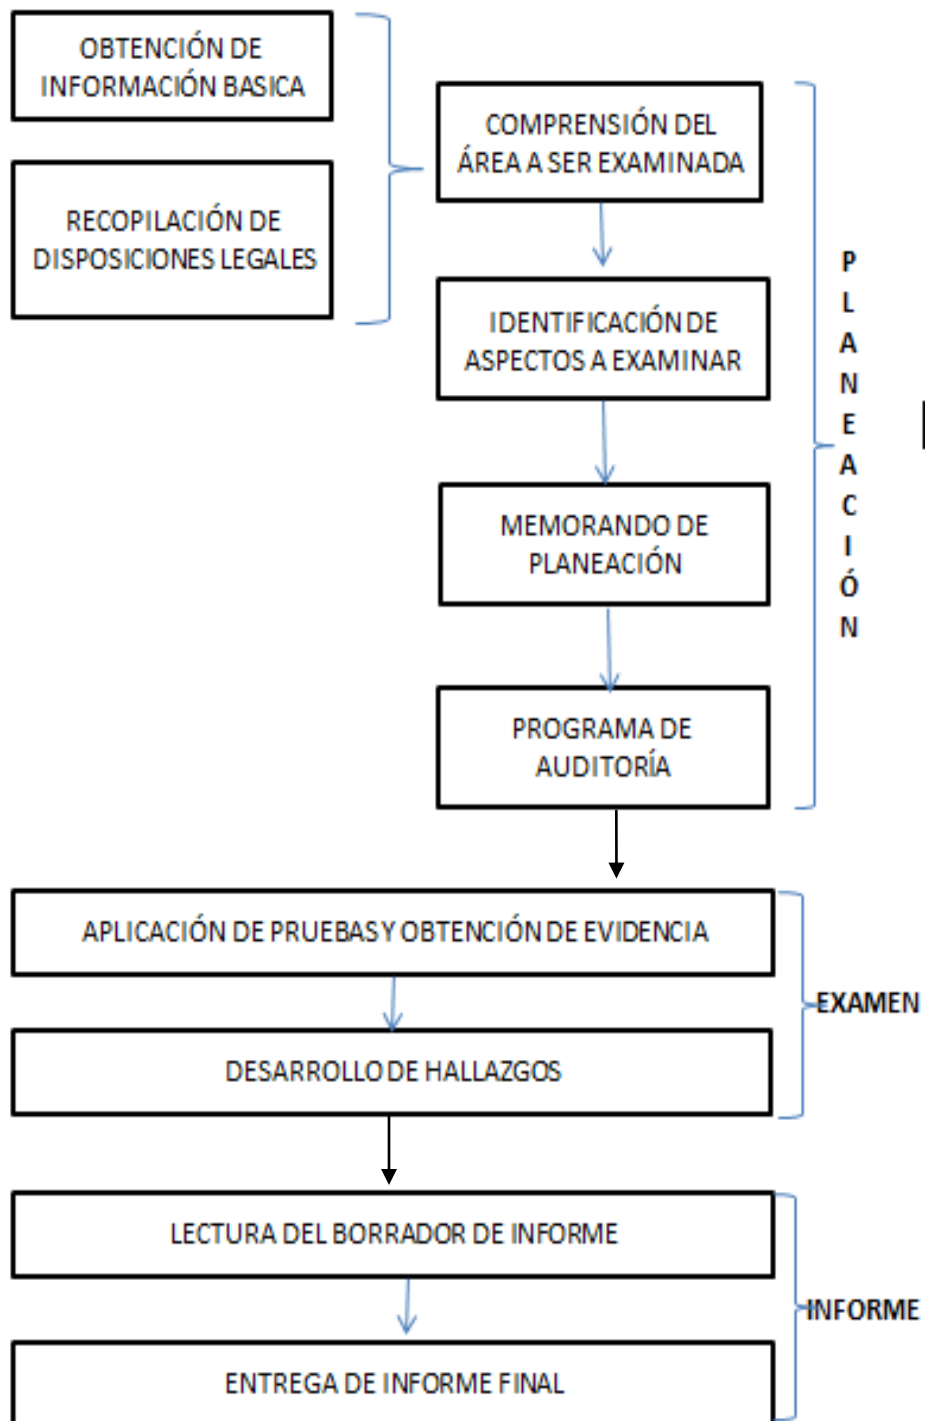 OBTENCIÓN DE
INFORMACIÓN BASICA
RECOPILACIÓN DE
DISPOSICIONES LEGALES
COMPRENSIÓN DEL
ÁREA A SER EXAMINADA
IDENTIFICACIÓN DE
ASPECTOS A EXAMINAR
MEMORANDO DE
PLANEACIÓN
PROGRAMA DE
AUDITORÍA
PLANEACIÓN
APLICACIÓN DE PRUEBAS Y OBTENCIÓN DE EVIDENCIA
DESARROLLO DE HALLAZGOS
EXAMEN
LECTURA DEL BORRADOR DE INFORME
ENTREGA DE INFORME FINAL
INFORME